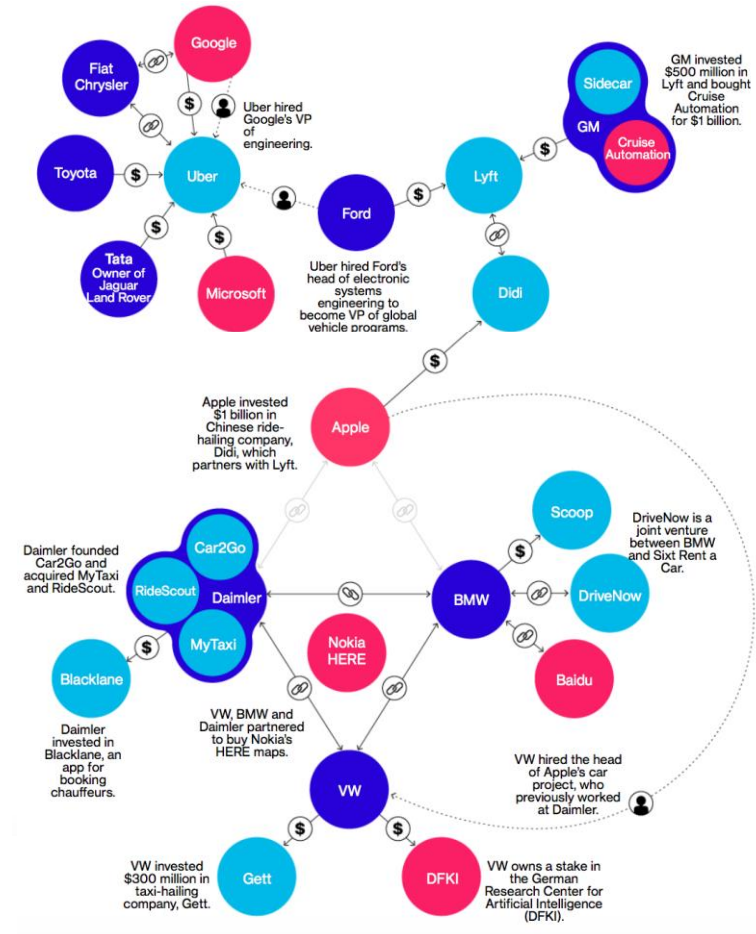 Google
Fiat
Chrysler
$
Uber hired
Google's VP
of
engineering.
Sidecar
GM
Cruise
Automation
GM invested
$500 million in
Lyft and bought
Cruise
Automation
for $1 billion.
$
Toyota
$
Uber
Lyft
$
Ford
Tata
Owner of
Jaguar
Land Rover
$
$
Microsoft
Uber hired Ford's
head of electronic
systems
engineering to
become VP of global
vehicle programs.
Didi
$
Apple invested
$1 billion in
Chinese ride-
hailing company,
Didi, which
partners with Lyft.
Apple
Scoop
$
DriveNow is a
joint venture
between BMW
and Sixt Rent a
Car.
Daimler founded
Car2Go and
acquired MyTaxi
and RideScout.
Car2Go
RideScout
Daimler
MyTaxi
BMW
DriveNow
$
Blacklane
Nokia
HERE
Baidu
Daimler
invested in
Blacklane, an
app for
booking
chauffeurs.
VW, BMW and
Daimler partnered
to buy Nokia's
HERE maps.
VW
VW hired the head
of Apple's car
project, who
previously worked
at Daimler.
$
$
VW invested
$300 million in
taxi-hailing
company, Gett.
Gett
DFKI
VW owns a stake in
the German
Research Center for
Artificial Intelligence
(DFKI).